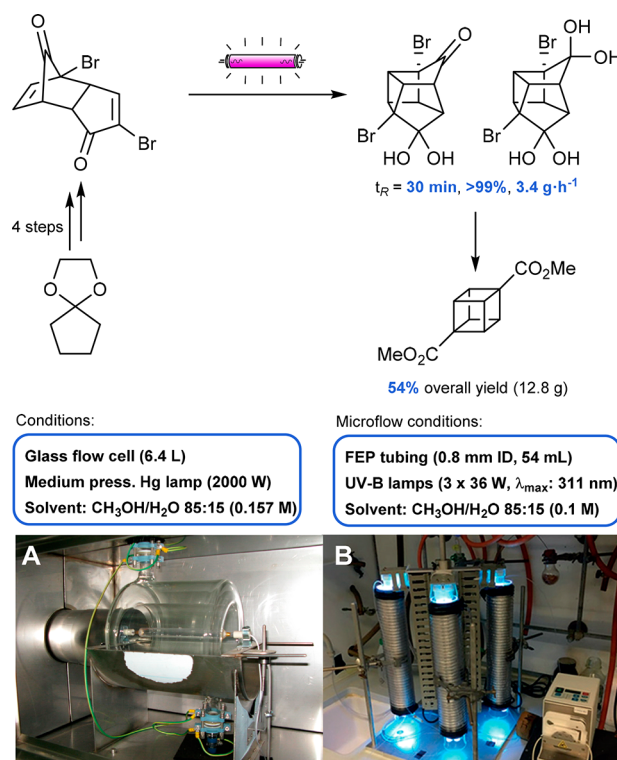 O
Br
Br
O
4 steps
O
O
Br
O
Br
HO
OH
Br
OH
OH
Br
HO
OH
tR = 30 min, >99%, 3.4 g·h-1
CO2Me
MeO2C
54% overall yield (12.8 g)
Conditions:
Glass flow cell (6.4 L)
Medium press. Hg lamp (2000 W)
Solvent: CH3OH/H2O 85:15 (0.157 M)
Microflow conditions:
FEP tubing (0.8 mm ID, 54 mL)
UV-B lamps (3 x 36 W, λmax: 311 nm)
Solvent: CH3OH/H2O 85:15 (0.1 M)
A
B